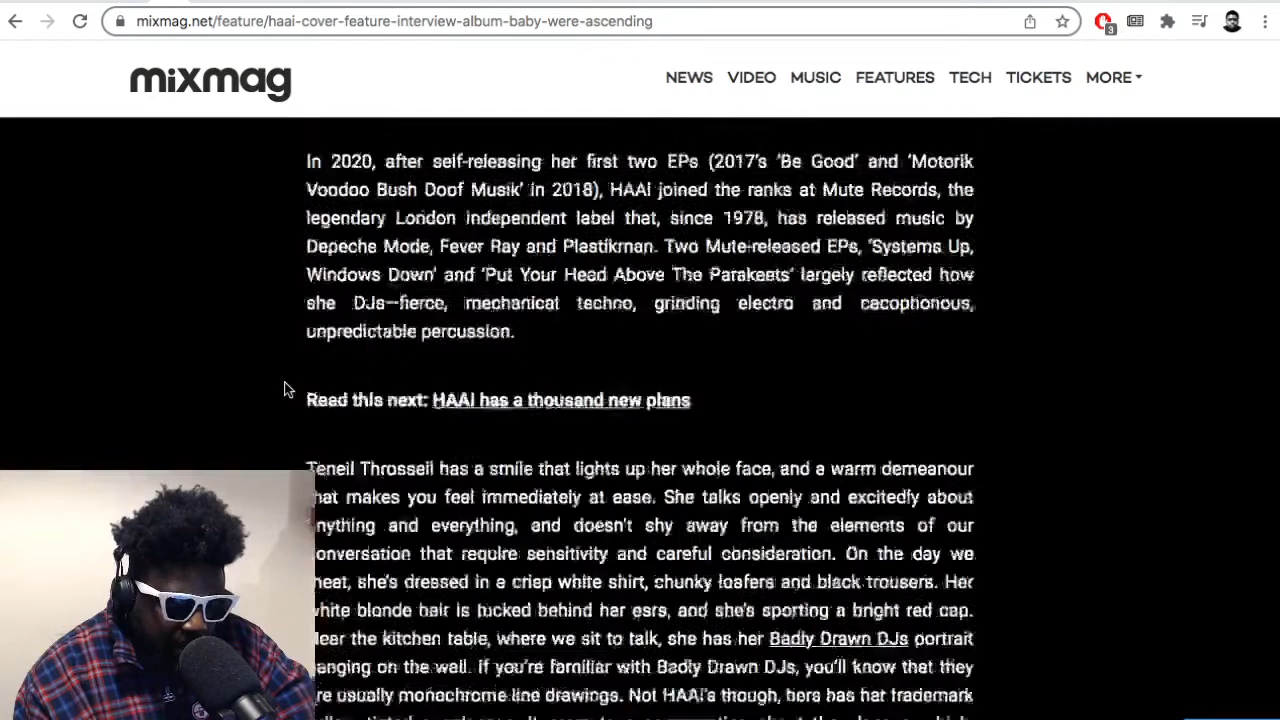 mixmag.net/feature/haai-cover-feature-interview-album-baby-were-ascending
3
mixmag
NEWS VIDEO MUSIC FEATURES TECH TICKETS MORE
In 2020, after self-releasing her first two EPs (2017's 'Be Good' and 'Motorik
Voodoo Bush Doof Musik' in 2018), HAAi joined the ranks at Mute Records, the
legendary London independent label that, since 1978, has released music by
Depeche Mode, Fever Ray and Plastikman. Two Mute-released EPs, 'Systems Up,
Windows Down' and 'Put Your Head Above The Parakeets' largely reflected how
she DJs—fierce, mechanical techno, grinding electro and cacophonous,
unpredictable percussion.
Read this next: HAAi has a thousand new plans
Teneil Throssell has a smile that lights up her whole face, and a warm demeanour
that makes you feel immediately at ease. She talks openly and excitedly about
anything and everything, and doesn't shy away from the elements of our
conversation that require sensitivity and careful consideration. On the day we
meet, she's dressed in a crisp white shirt, chunky loafers and black trousers. Her
white blonde hair is tucked behind her ears, and she's sporting a bright red cap.
Near the kitchen table, where we sit to talk, she has her Badly Drawn DJs portrait
hanging on the wall. If you're familiar with Badly Drawn DJs, you'll know that they
are usually monochrome line drawings. Not HAAi's though, hers has her trademark